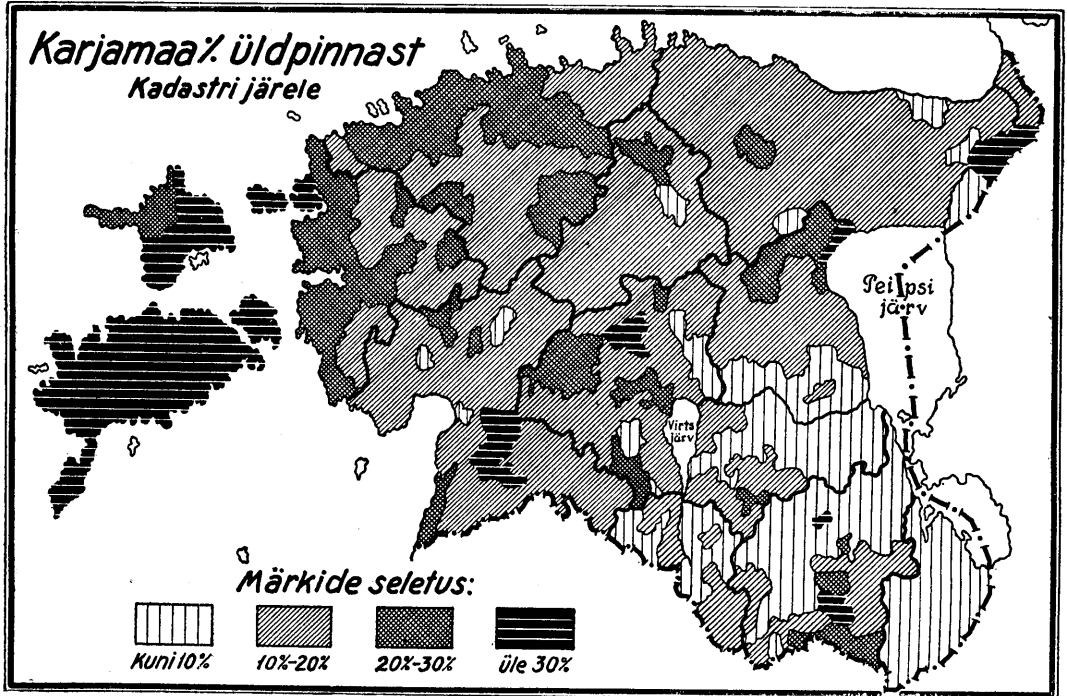 Karjamaa% üldpinnast
Kadastri järele
Peipsi
järv
Virts
järv
Märkide seletus:
Kuni 10%
10%-20%
20%-30%
üle 30%